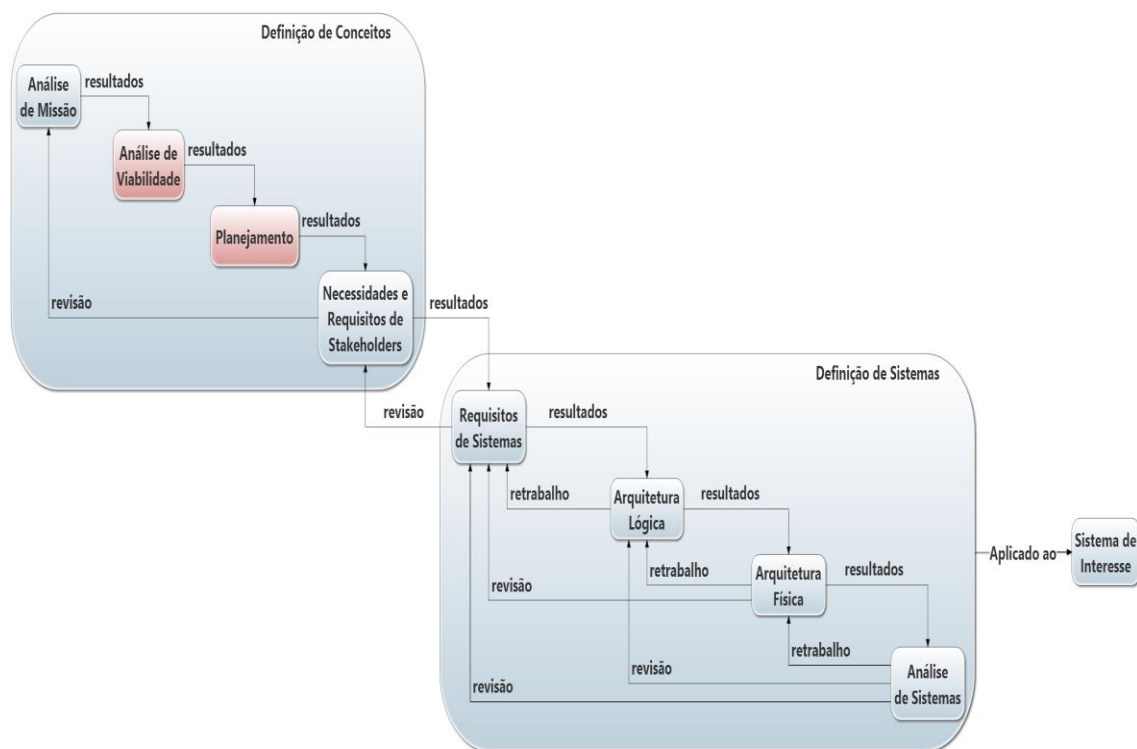 Definição de Conceitos
Análise
de Missão
resultados
Análise de
Viabilidade
resultados
Planejamento
resultados
Necessidades e
Requisitos de
Stakeholders
revisão
resultados
Definição de Sistemas
revisão
Requisitos
de Sistemas
resultados
retrabalho
Arquitetura
Lógica
resultados
Aplicado ao
Sistema de
Interesse
retrabalho
revisão
Arquitetura
Física
resultados
retrabalho
revisão
revisão
Análise
de Sistemas